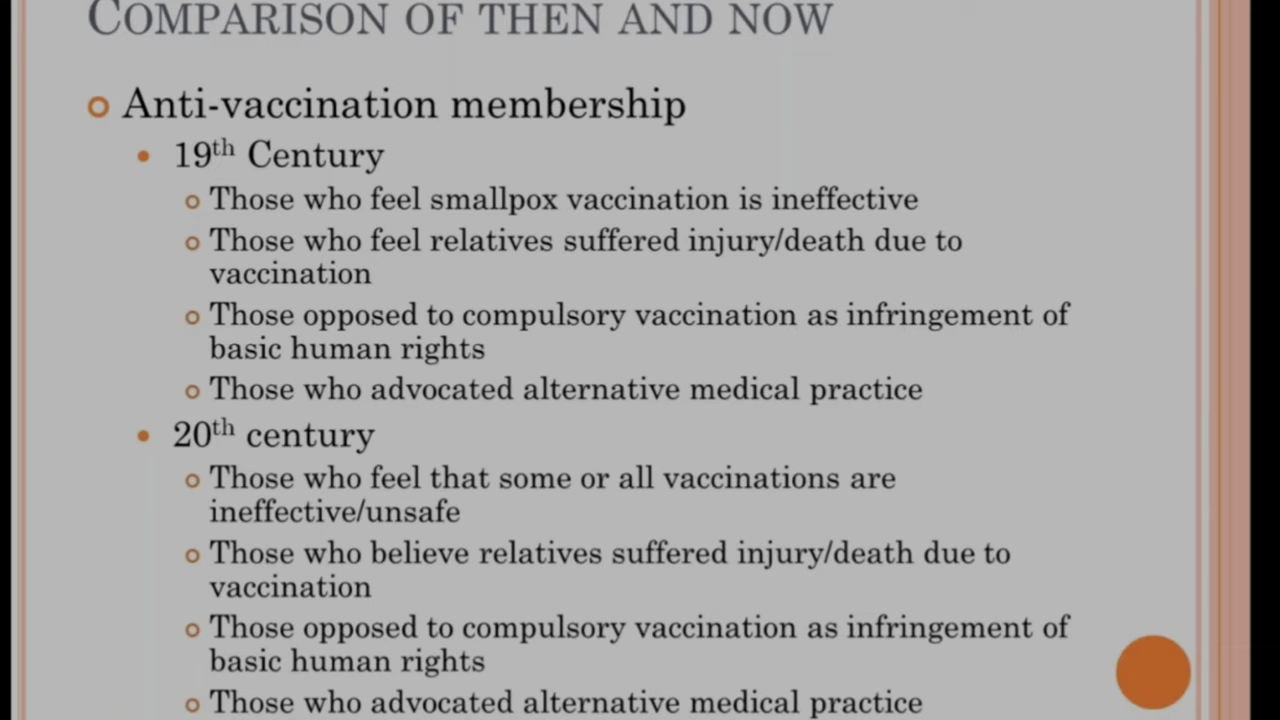 COMPARISON OF THEN AND NOW
Anti-vaccination membership
19th Century
Those who feel smallpox vaccination is ineffective
Those who feel relatives suffered injury/death due to
vaccination
Those opposed to compulsory vaccination as infringement of
basic human rights
Those who advocated alternative medical practice
20th century
Those who feel that some or all vaccinations are
ineffective/unsafe
Those who believe relatives suffered injury/death due to
vaccination
Those opposed to compulsory vaccination as infringement of
basic human rights
Those who advocated alternative medical practice